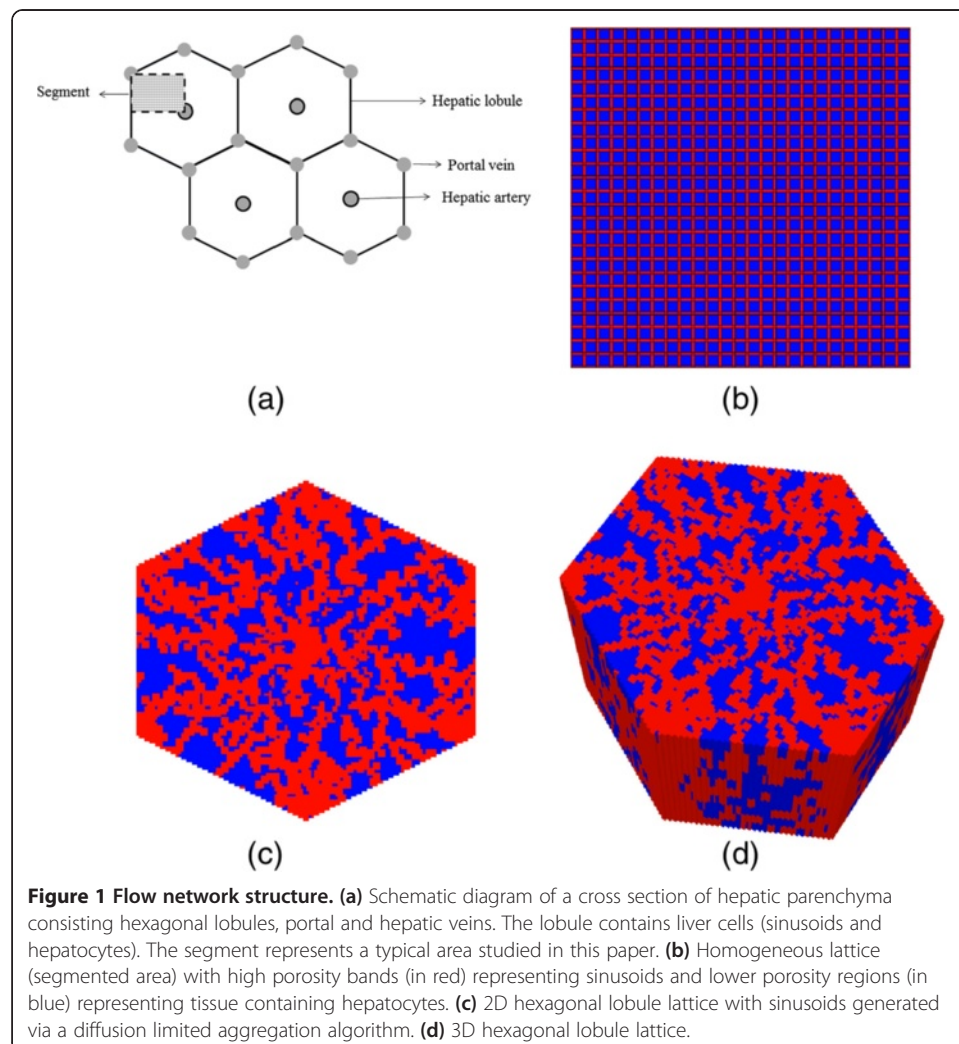 Segment
Hepatic lobule
Portal vein
Hepatic artery
(a)
(b)
(c)
(d)
Figure 1 Flow network structure. (a) Schematic diagram of a cross section of hepatic parenchyma
consisting hexagonal lobules, portal and hepatic veins. The lobule contains liver cells (sinusoids and
hepatocytes). The segment represents a typical area studied in this paper. (b) Homogeneous lattice
(segmented area) with high porosity bands (in red) representing sinusoids and lower porosity regions (in
blue) representing tissue containing hepatocytes. (c) 2D hexagonal lobule lattice with sinusoids generated
via a diffusion limited aggregation algorithm. (d) 3D hexagonal lobule lattice.